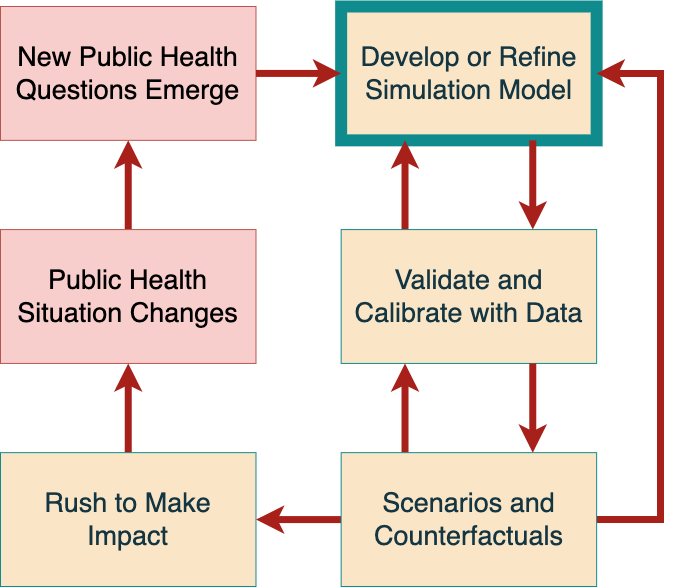 New Public Health
Questions Emerge
Develop or Refine
Simulation Model
Public Health
Situation Changes
Validate and
Calibrate with Data
Rush to Make
Impact
Scenarios and
Counterfactuals